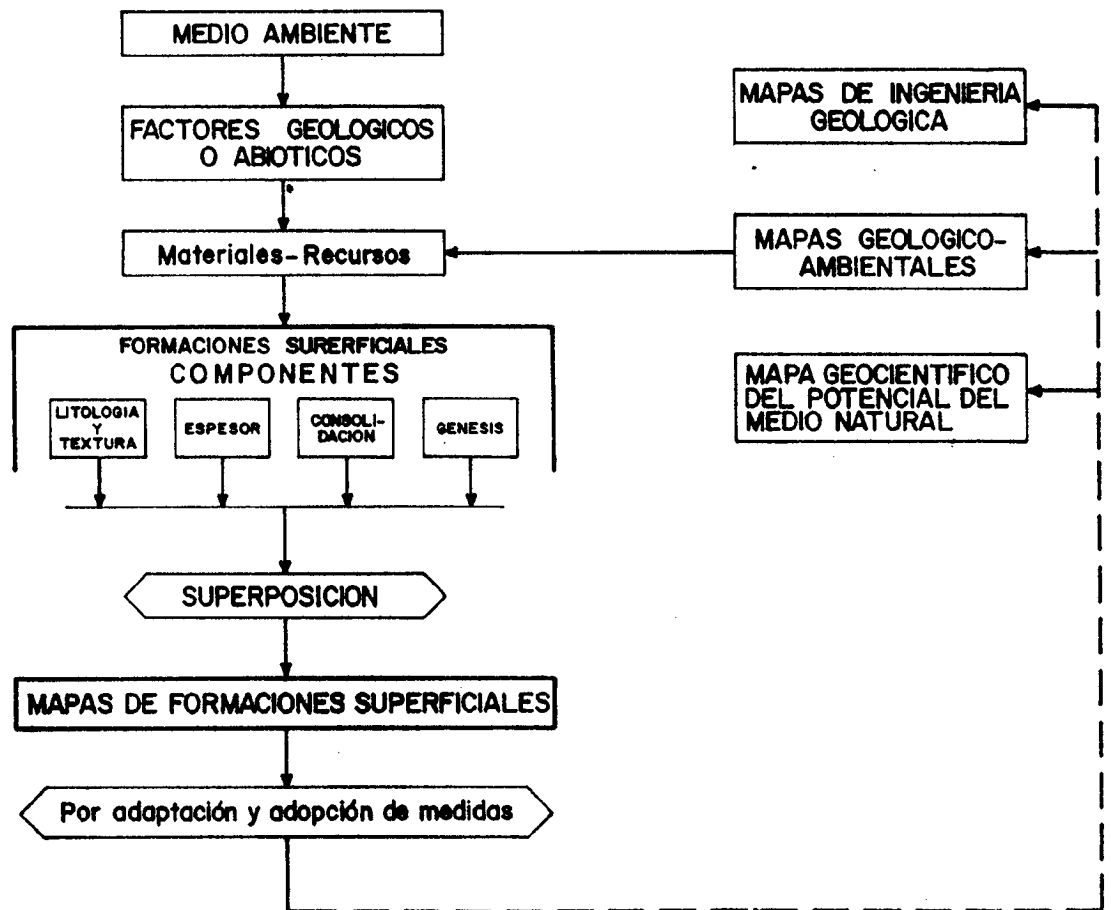 MEDIO AMBIENTE
FACTORES GEOLOGICOS
O ABIOTICOS
Materiales-Recursos
FORMACIONES SURERFICIALES
COMPONENTES
LITOLOGIA
Y
TEXTURA
ESPESOR
CONSOLI-
DACION
GENESIS
SUPERPOSICION
MAPAS DE FORMACIONES SUPERFICIALES
Por adaptación y adopción de medidas
MAPAS DE INGENIERIA
GEOLOGICA
MAPAS GEOLOGICO-
AMBIENTALES
MAPA GEOCIENTIFICO
DEL POTENCIAL DEL
MEDIO NATURAL